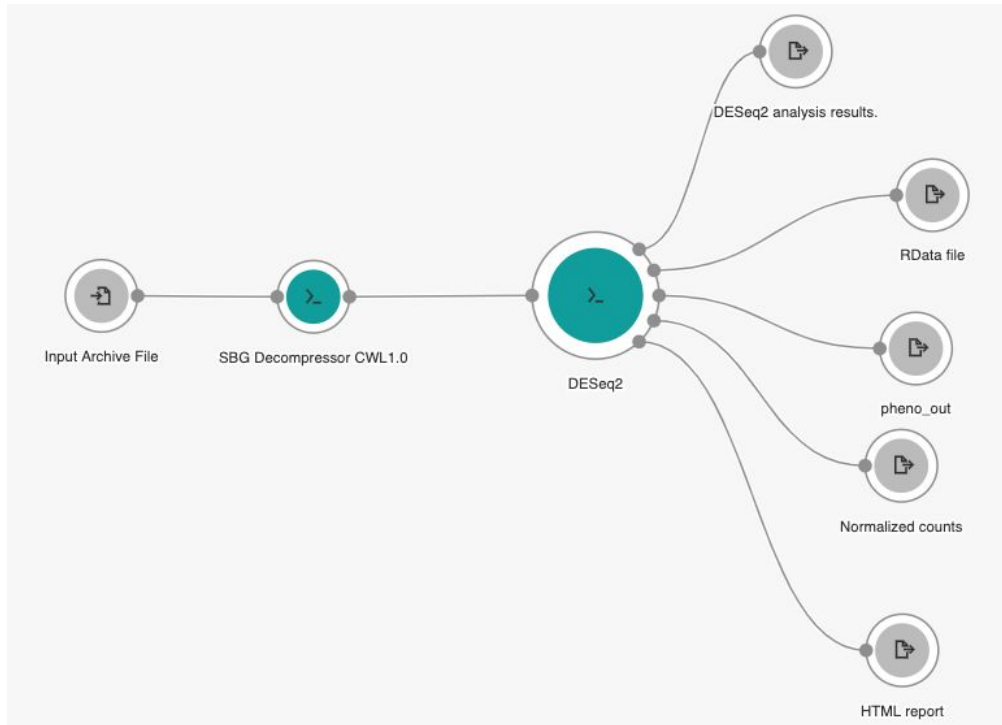 DESeq2 analysis results.
RData file
Input Archive File
SBG Decompressor CWL1.0
DESeq2
pheno_out
Normalized counts
HTML report